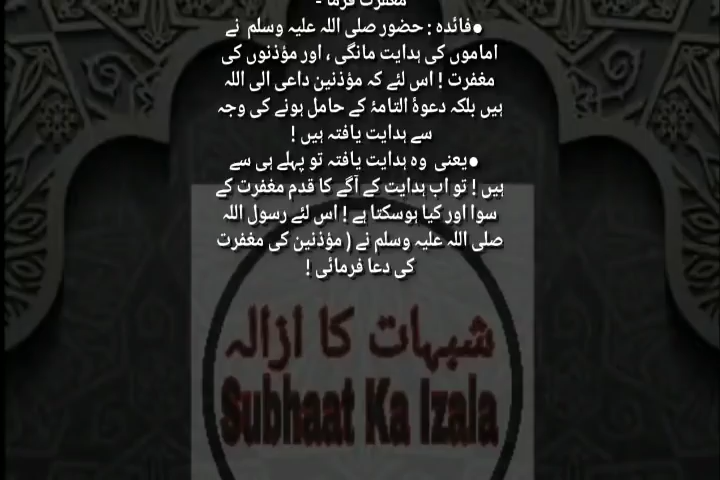 مغفرت فرما -
●فائدہ : حضور صلی اللہ علیہ وسلم نے
اماموں کی ہدایت مانگی ، اور مؤذنوں کی
مغفرت ! اس لئے کہ مؤذنین داعی الی اللہ
ہیں بلکہ دعوۂ التامۂ کے حامل ہونے کی وجہ
سے ہدایت یافتہ ہیں !
●یعنی وہ ہدایت یافتہ تو پہلے ہی سے
ہیں ! تو اب ہدایت کے آگے کا قدم مغفرت کے
سوا اور کیا ہوسکتا ہے ! اس لئے رسول اللہ
صلی اللہ علیہ وسلم نے ( مؤذنین کی مغفرت
کی دعا فرمائی !
شبہات کا ازالہ
Subhaat Ka Izala